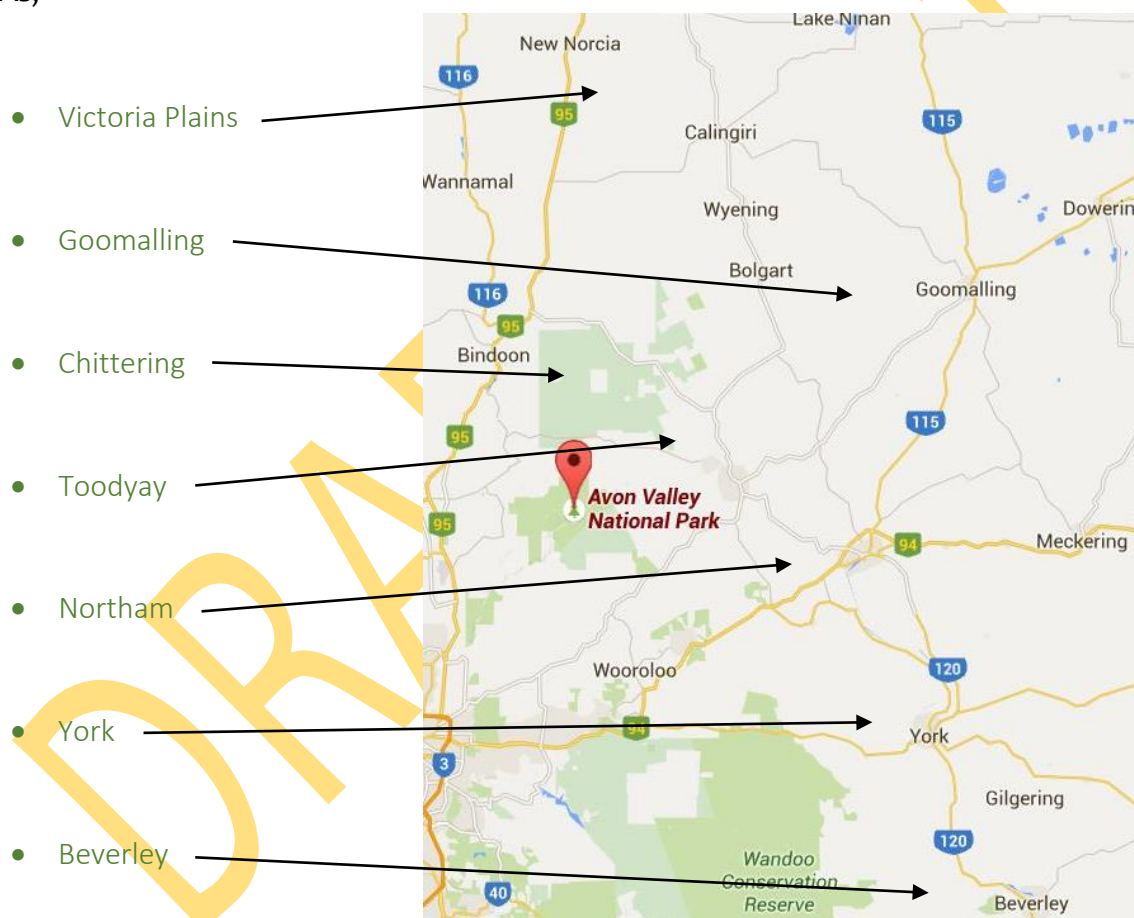 Lake Ninan
New Norcia
116
• Victoria Plains
95
115
Calingiri
Wannamal
Wyening
Dowerin
• Goomalling
Bolgart
116
Goomalling
95
Bindoon
• Chittering
115
95
• Toodyay
Avon Valley
National Park
95
94
Meckering
• Northam
Wooroloo
120
• York
94
York
3
Gilgering
120
• Beverley
Wandoo
Conservation
Reserve
40
Beverley
DRA